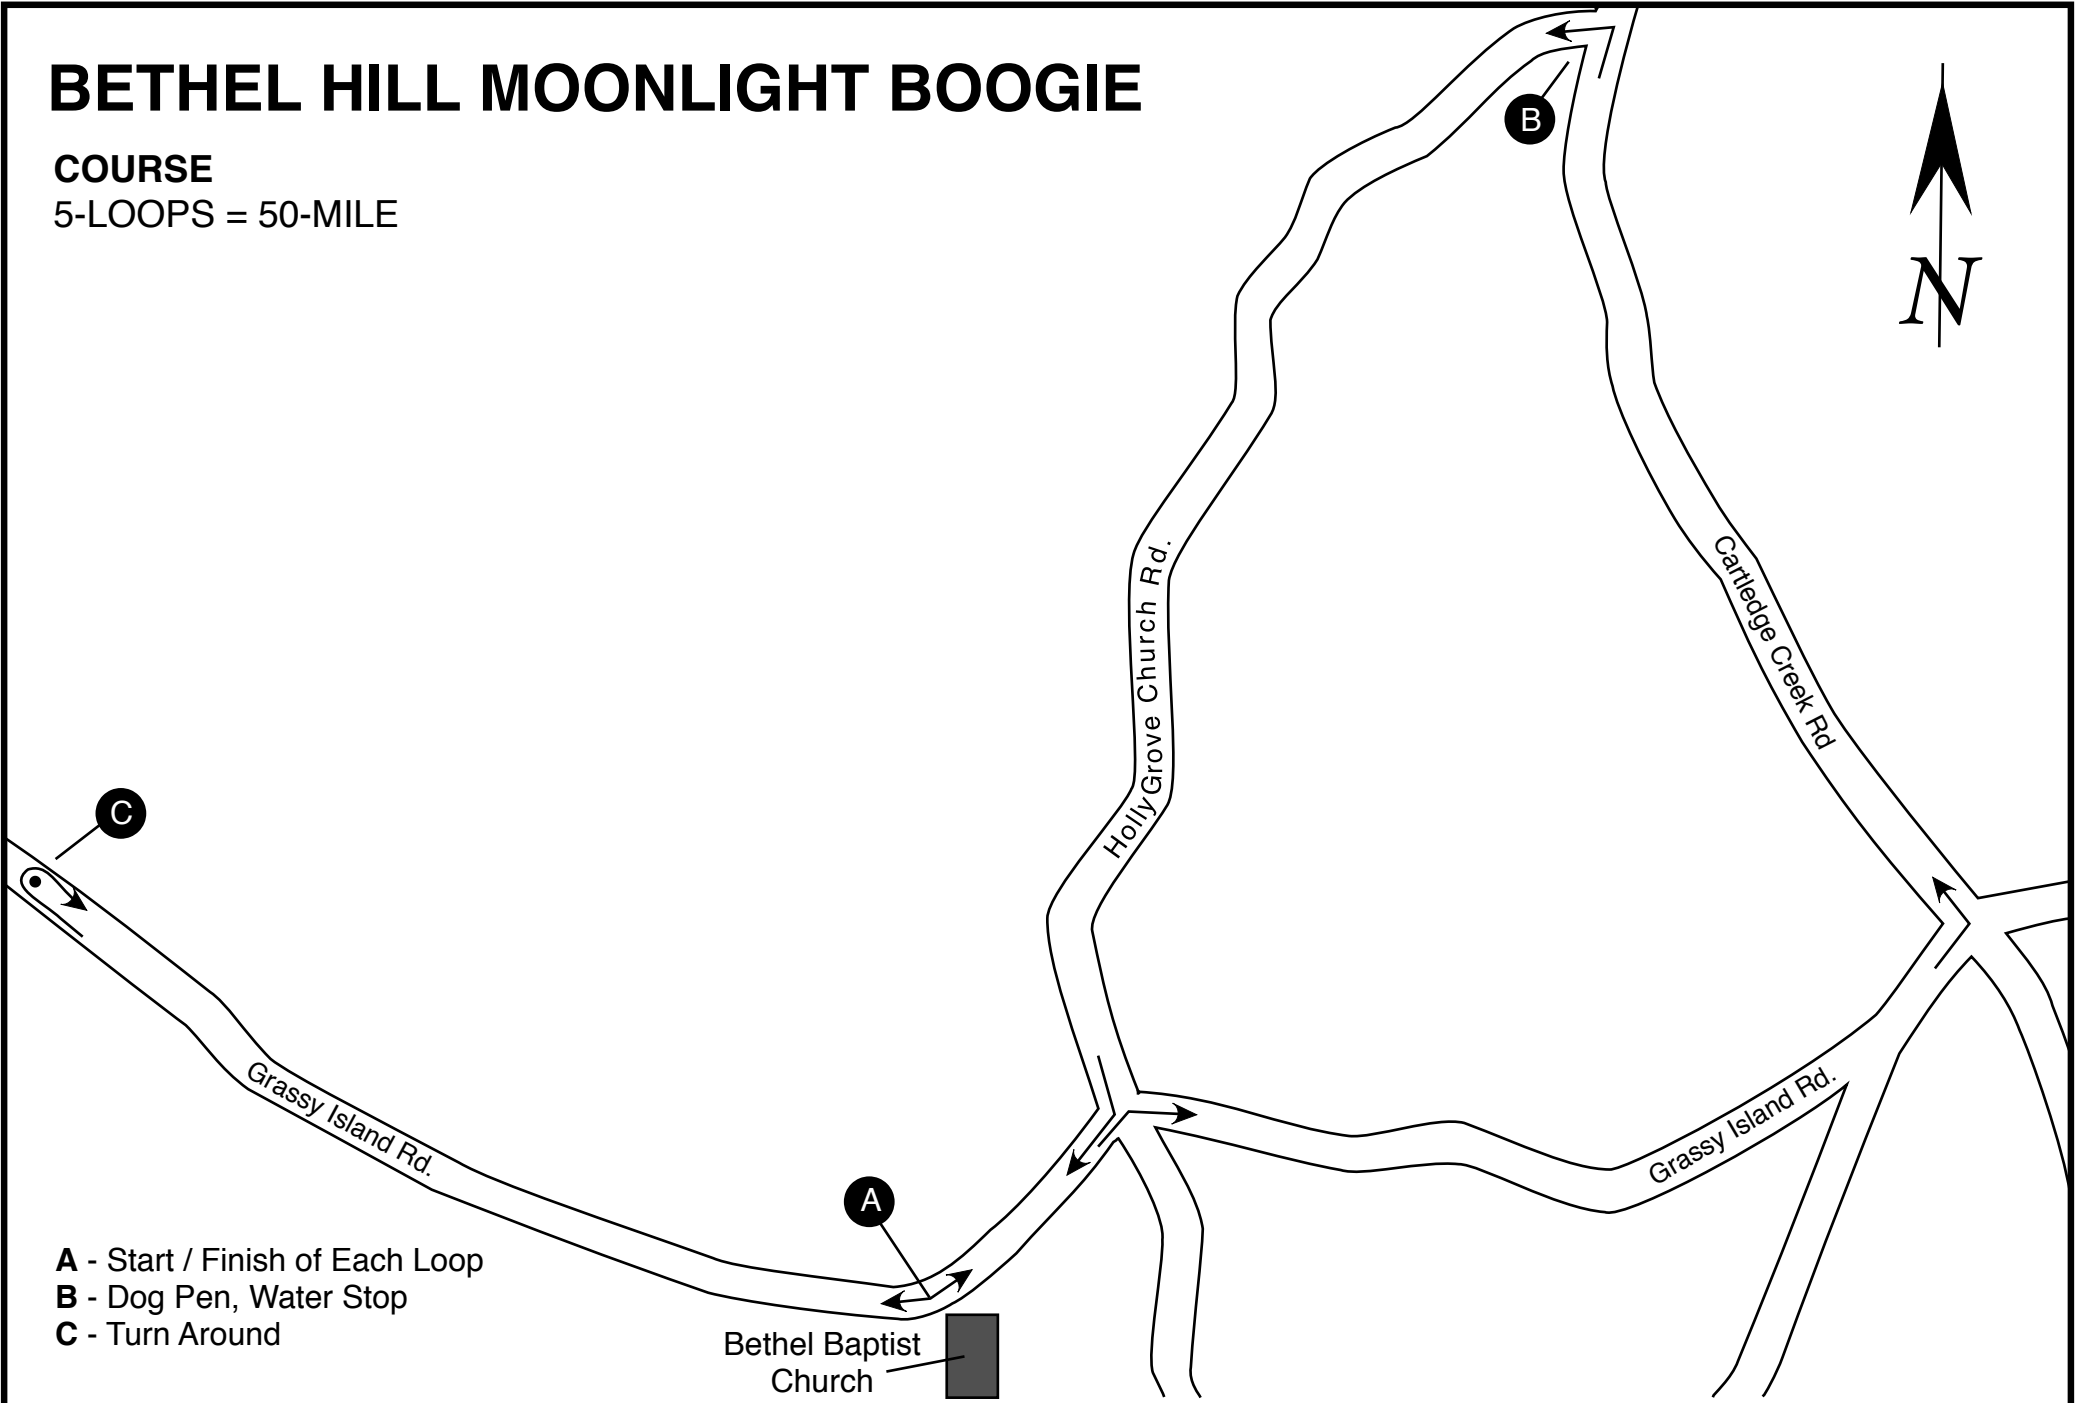 BETHEL HILL MOONLIGHT BOOGIE
COURSE
5-LOOPS = 50-MILE
B
N
Holly Grove Church Rd.
Cartledge Creek Rd
C
Grassy Island Rd.
Grassy Island Rd.
A
A - Start / Finish of Each Loop
B - Dog Pen, Water Stop
C - Turn Around
Bethel Baptist
Church